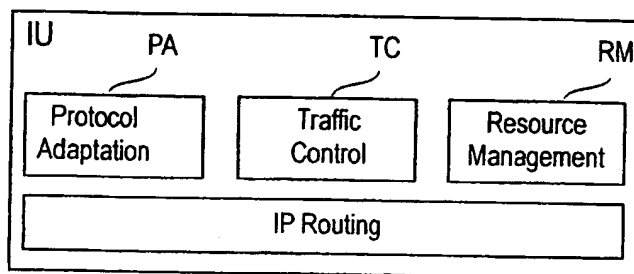 IU
PA
TC
RM
Protocol
Adaptation
Traffic
Control
Resource
Management
IP Routing